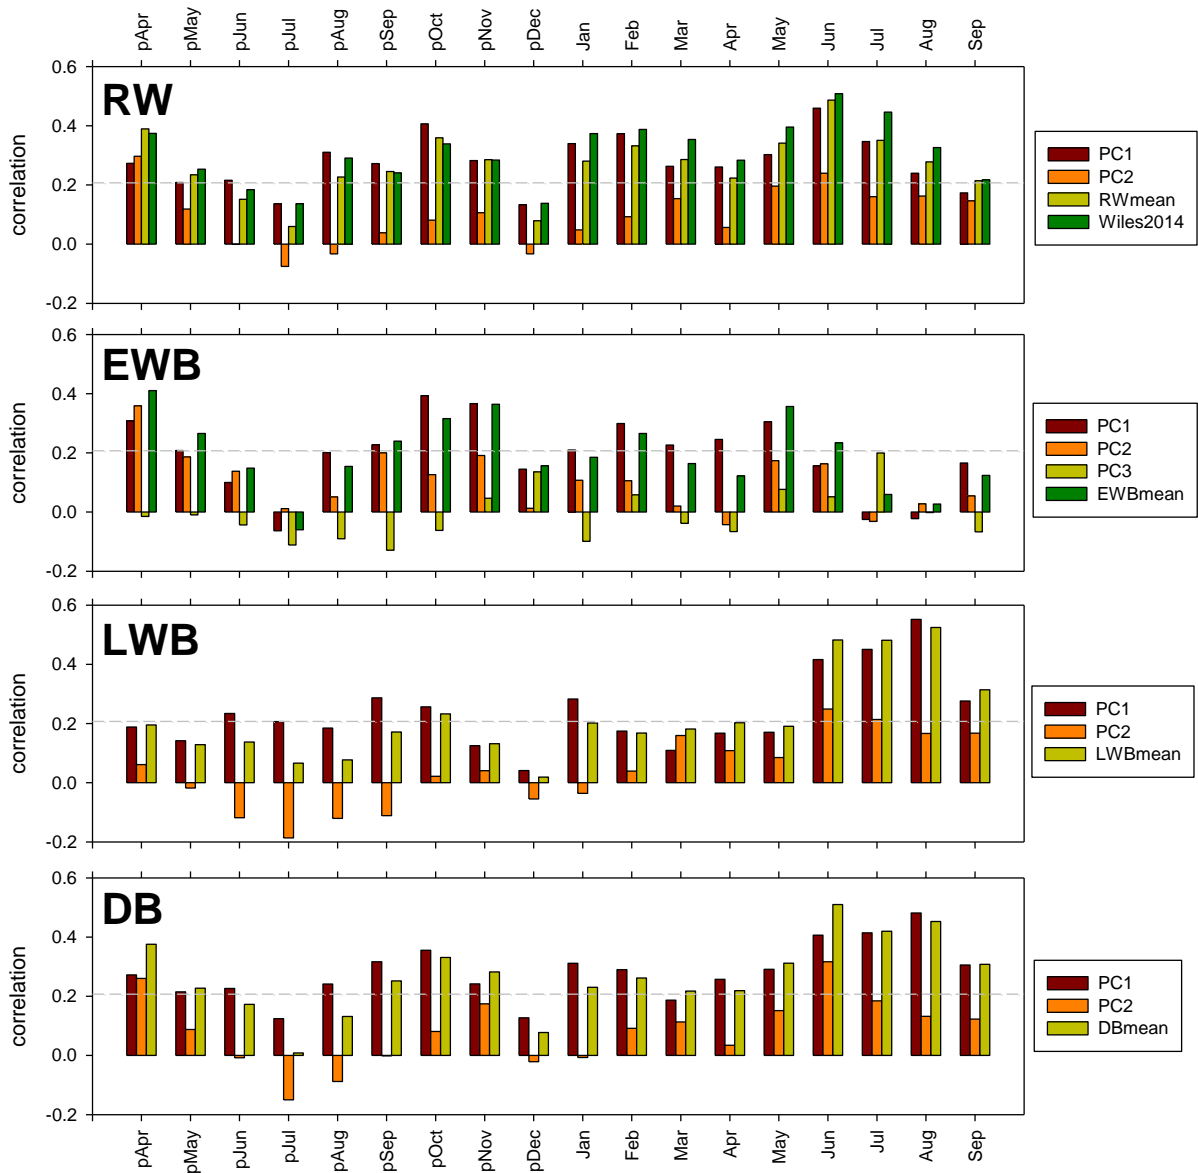 pApr pMay pJun pJul pAug pSep pOct pNov pDec Jan Feb Mar Apr May Jun Jul Aug Sep
RW
correlation
0.6
0.4
0.2
0.0
-0.2
PC1
PC2
RWmean
Wiles2014
EWB
correlation
0.6
0.4
0.2
0.0
-0.2
PC1
PC2
PC3
EWBmean
LWB
correlation
0.6
0.4
0.2
0.0
-0.2
PC1
PC2
LWBmean
DB
correlation
0.6
0.4
0.2
0.0
-0.2
PC1
PC2
DBmean
pApr pMay pJun pJul pAug pSep pOct pNov pDec Jan Feb Mar Apr May Jun Jul Aug Sep